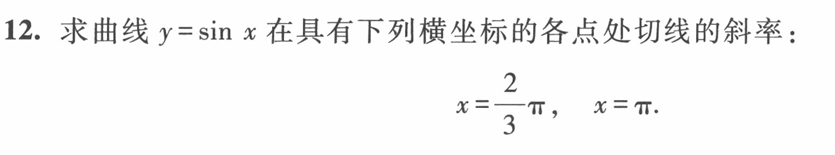 12. 求曲线 y = sin x 在具有下列横坐标的各点处切线的斜率：
x = \frac{2}{3}π， x = π.